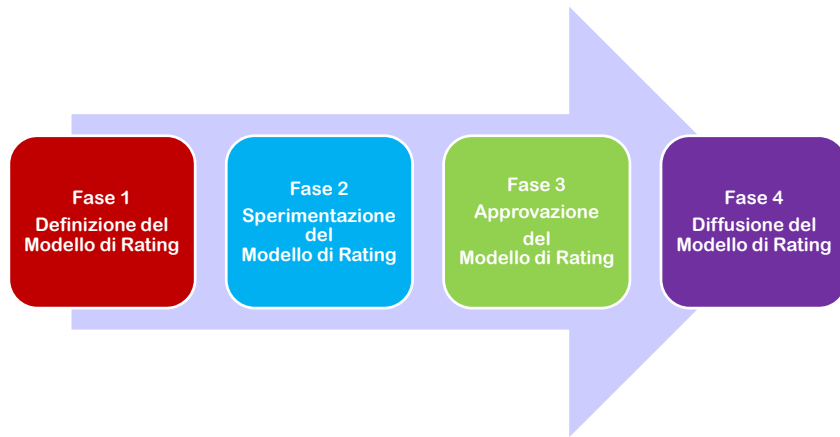 Fase 1
Definizione del
Modello di Rating
Fase 2
Sperimentazione
del
Modello di Rating
Fase 3
Approvazione
del
Modello di Rating
Fase 4
Diffusione del
Modello di Rating